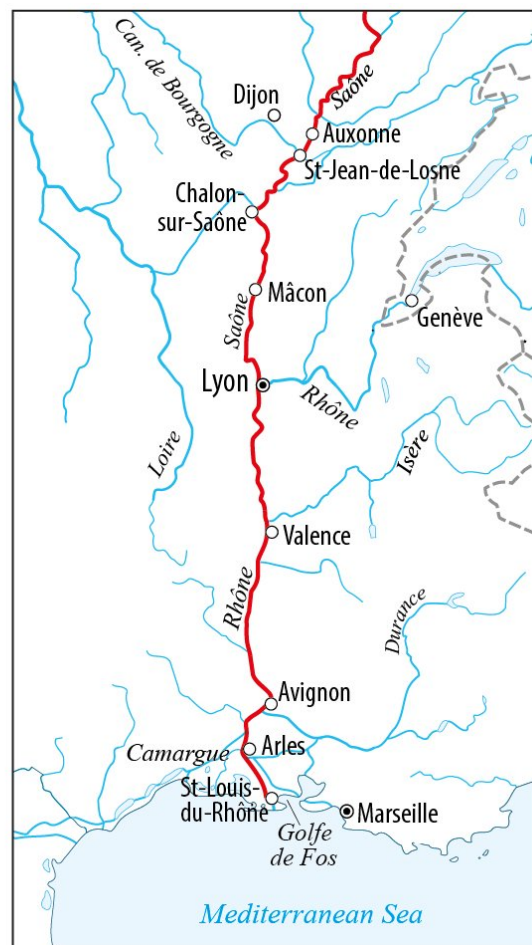 Can. de Bourgogne
Saône
Dijon
Auxonne
St-Jean-de-Losne
Chalon-
sur-Saône
Mâcon
Genève
Saône
Lyon
Rhône
Loire
Isère
Valence
Rhône
Durance
Avignon
Camargue
Arles
St-Louis-
du-Rhône
Marseille
Golfe
de Fos
Mediterranean Sea